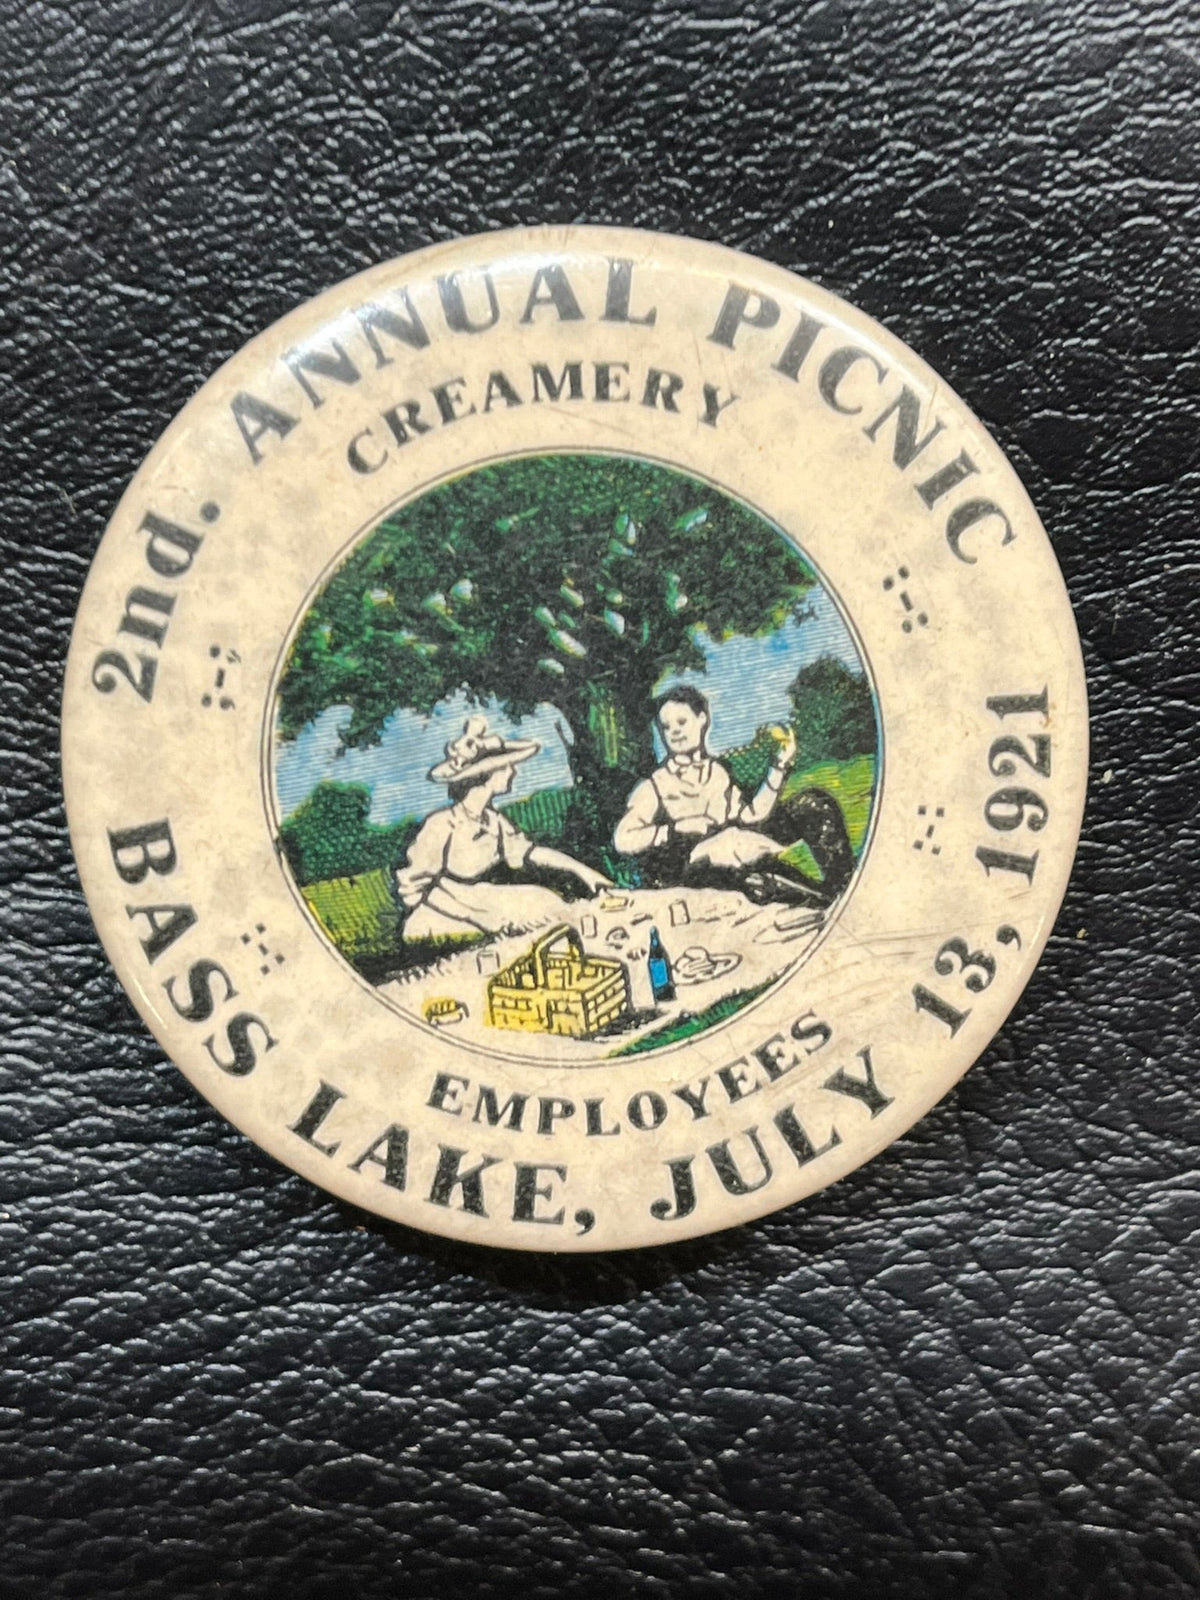 2nd. ANNUAL PICNIC
CREAMERY
EMPLOYEES
BASS LAKE, JULY 13, 1921